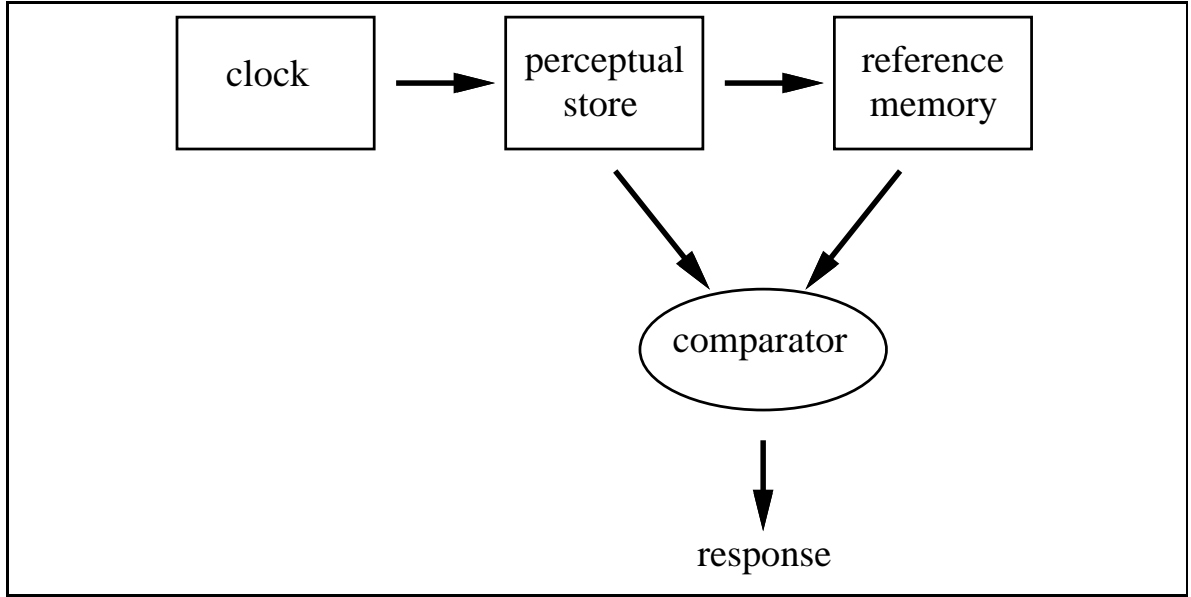 clock
perceptual
store
reference
memory
comparator
response